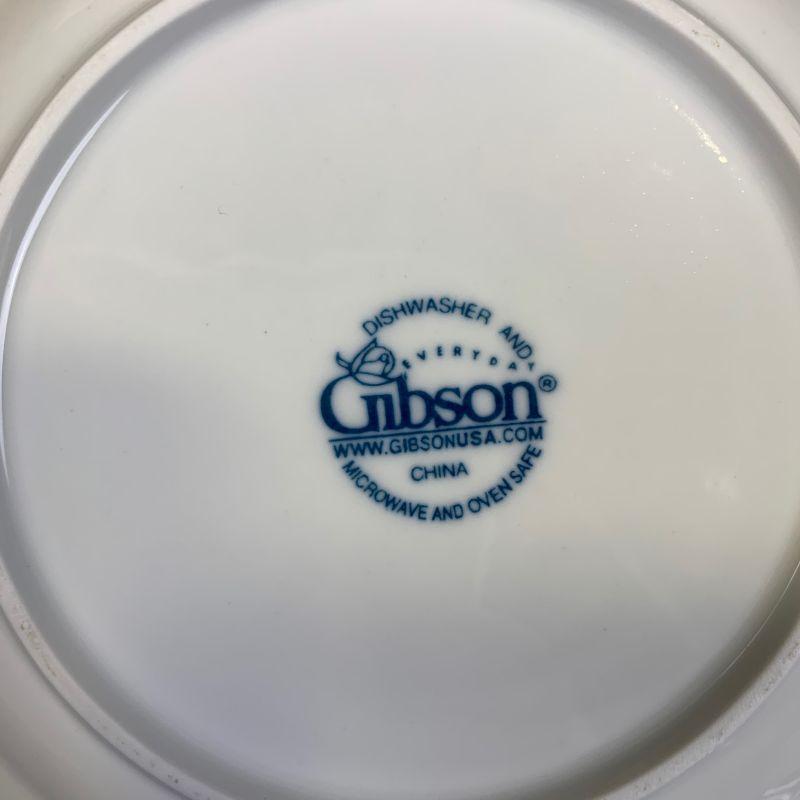 DISHWASHER AND
EVERYDAY
Gibson®
WWW.GIBSONUSA.COM
CHINA
MICROWAVE AND OVEN SAFE